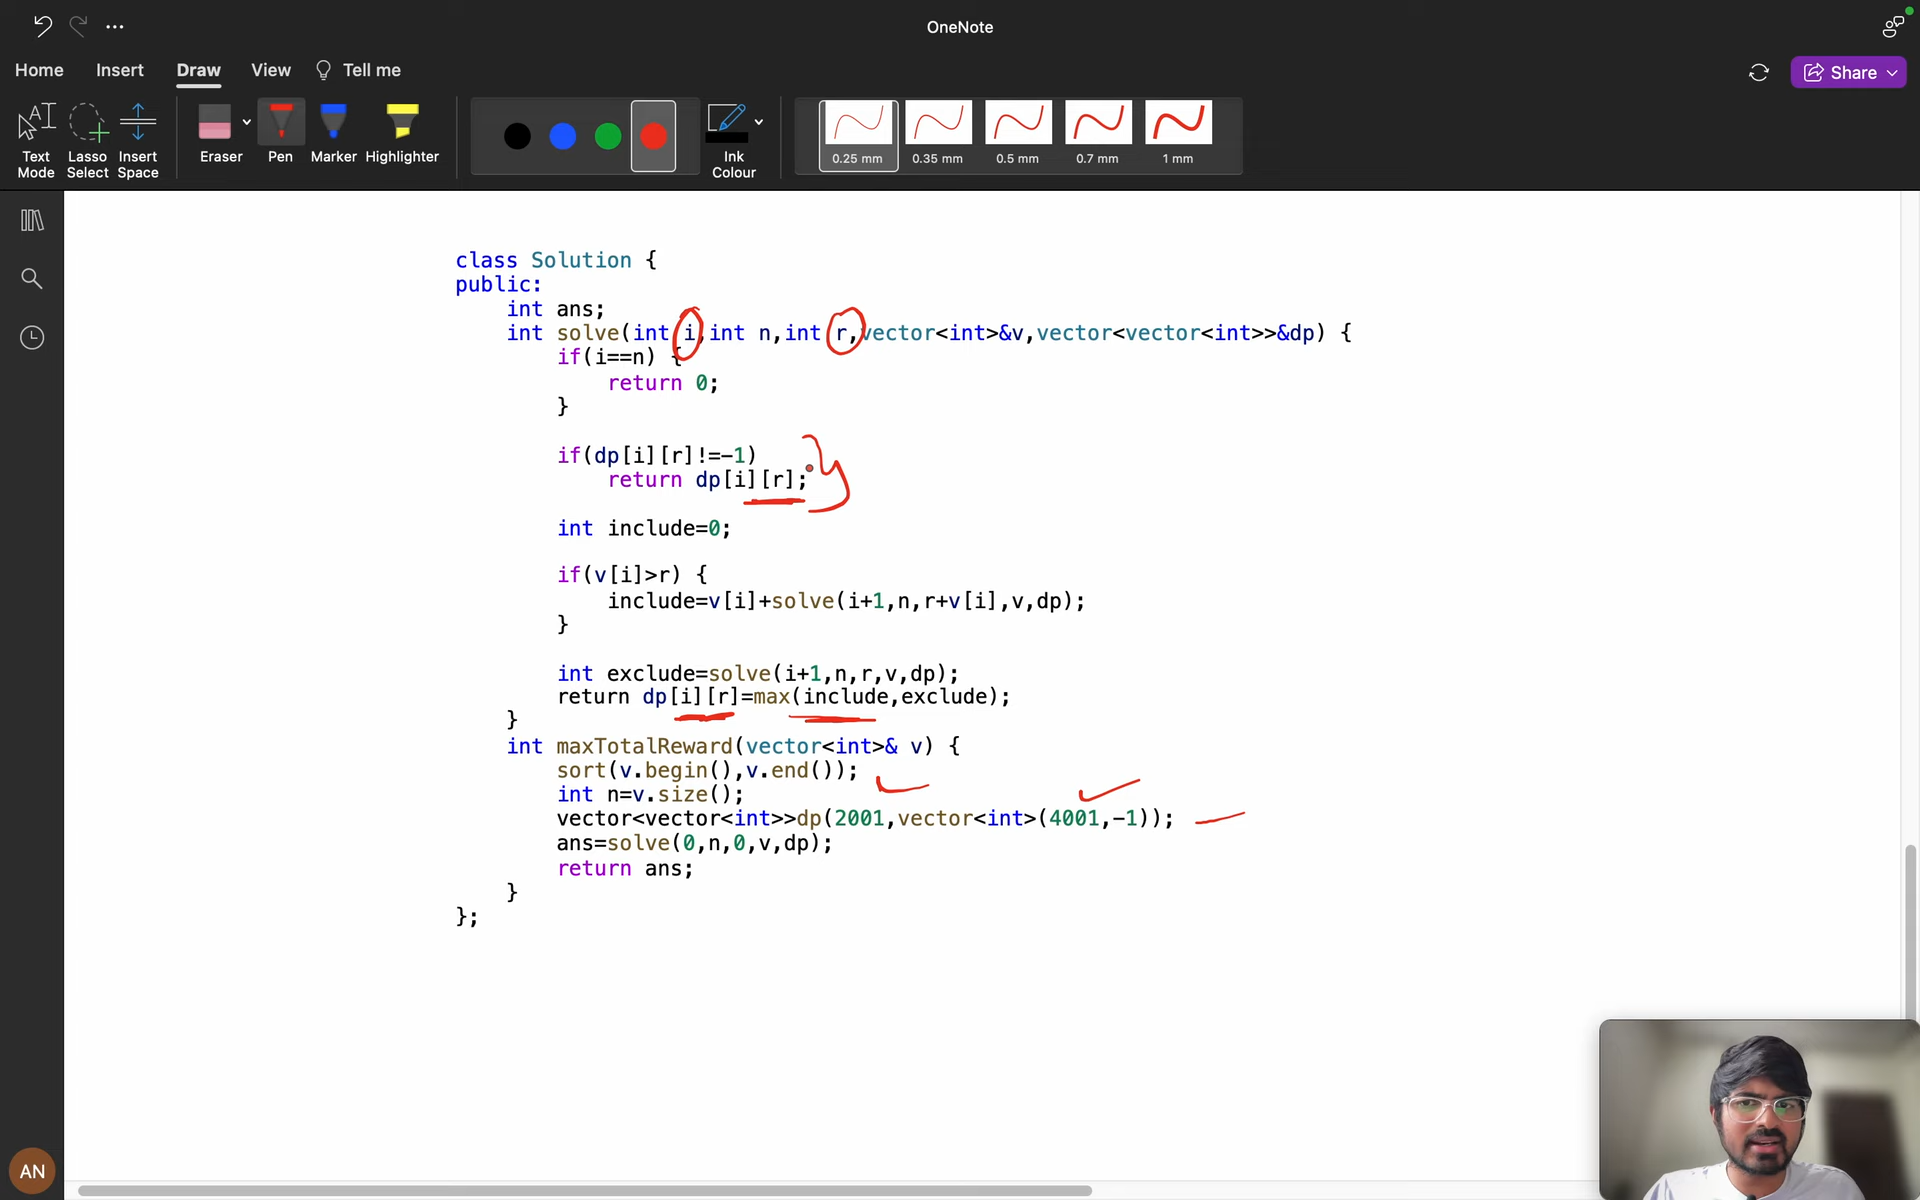 OneNote
Home Insert Draw View Tell me
Share
Text Mode
Lasso Select
Insert Space
Eraser
Pen
Marker
Highlighter
Ink Colour
0.25 mm
0.35 mm
0.5 mm
0.7 mm
1 mm
class Solution {
public:
    int ans;
    int solve(int i,int n,int r,vector<int>&v,vector<vector<int>>&dp) {
        if(i==n) {
            return 0;
        }
        if(dp[i][r]!=-1)
            return dp[i][r];
        int include=0;
        if(v[i]>r) {
            include=v[i]+solve(i+1,n,r+v[i],v,dp);
        }
        int exclude=solve(i+1,n,r,v,dp);
        return dp[i][r]=max(include,exclude);
    }
    int maxTotalReward(vector<int>& v) {
        sort(v.begin(),v.end());
        int n=v.size();
        vector<vector<int>>dp(2001,vector<int>(4001,-1));
        ans=solve(0,n,0,v,dp);
        return ans;
    }
};
AN